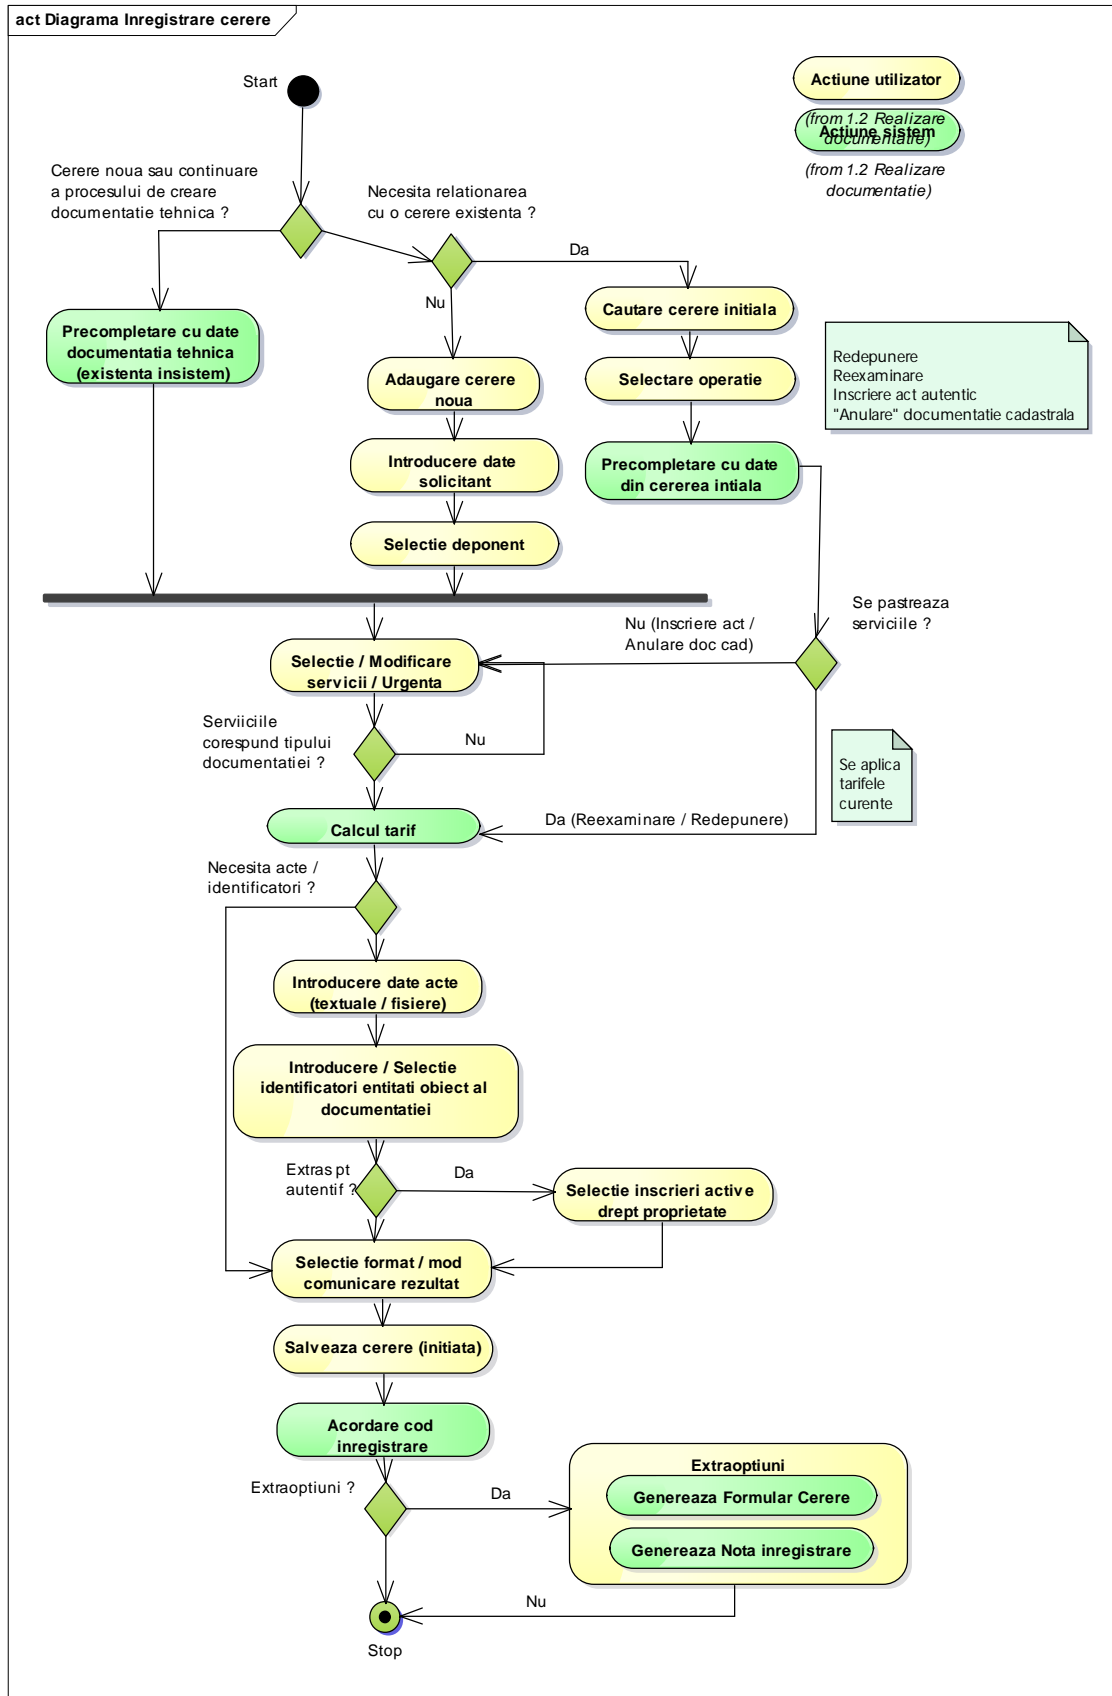 act Diagrama Inregistrare cerere
Start
Actiune utilizator
(from 1.2 Realizare
documentatie)
Actiune sistem
(from 1.2 Realizare
documentatie)
Cerere noua sau continuare
a procesului de creare
documentatie tehnica ?
Necesita relationarea
cu o cerere existenta ?
Da
Nu
Precompletare cu date
documentatia tehnica
(existenta insistem)
Cautare cerere initiala
Adaugare cerere
noua
Selectare operatie
Redepunere
Reexaminare
Inscriere act autentic
"Anulare" documentatie cadastrala
Introducere date
solicitant
Precompletare cu date
din cererea intiala
Selectie deponent
Se pastreaza
serviciile ?
Nu (Inscriere act /
Anulare doc cad)
Selectie / Modificare
servicii / Urgenta
Serviiciile
corespund tipului
documentatiei ?
Nu
Se aplica
tarifele
curente
Calcul tarif
Da (Reexaminare / Redepunere)
Necesita acte /
identificatori ?
Introducere date acte
(textuale / fisiere)
Introducere / Selectie
identificatori entitati obiect al
documentatiei
Extras pt
autentif ?
Da
Selectie inscrieri active
drept proprietate
Selectie format / mod
comunicare rezultat
Salveaza cerere (initiata)
Acordare cod
inregistrare
Extraoptiuni ?
Da
Extraoptiuni
Genereaza Formular Cerere
Genereaza Nota inregistrare
Nu
Stop